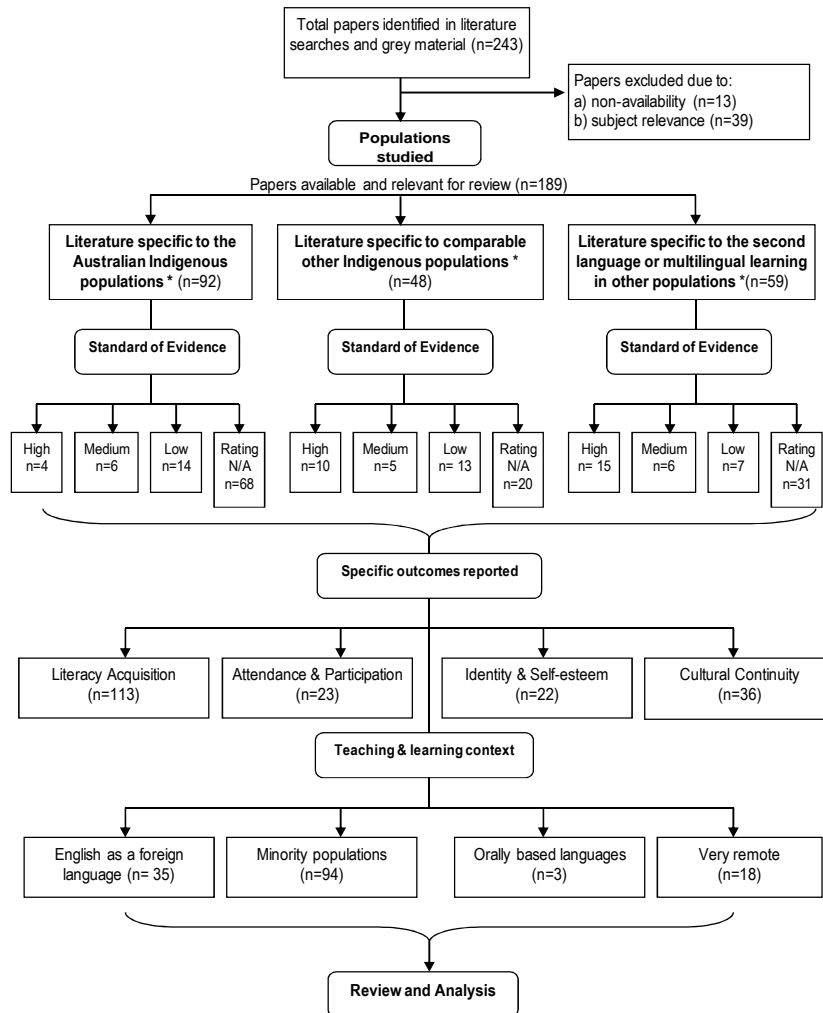 Total papers identified in literature
searches and grey material (n=243)
Papers excluded due to:
a) non-availability (n=13)
b) subject relevance (n=39)
Populations
studied
Papers available and relevant for review (n=189)
Literature specific to the
Australian Indigenous
populations * (n=92)
Literature specific to comparable
other Indigenous populations *
(n=48)
Literature specific to the second
language or multilingual learning
in other populations *(n=59)
Standard of Evidence
Standard of Evidence
Standard of Evidence
High
n=4
Medium
n=6
Low
n=14
Rating
N/A
n=68
High
n=10
Medium
n=5
Low
n= 13
Rating
N/A
n=20
High
n= 15
Medium
n=6
Low
n=7
Rating
N/A
n=31
Specific outcomes reported
Literacy Acquisition
(n=113)
Attendance & Participation
(n=23)
Identity & Self-esteem
(n=22)
Cultural Continuity
(n=36)
Teaching & learning context
English as a foreign
language (n= 35)
Minority populations
(n=94)
Orally based languages
(n=3)
Very remote
(n=18)
Review and Analysis